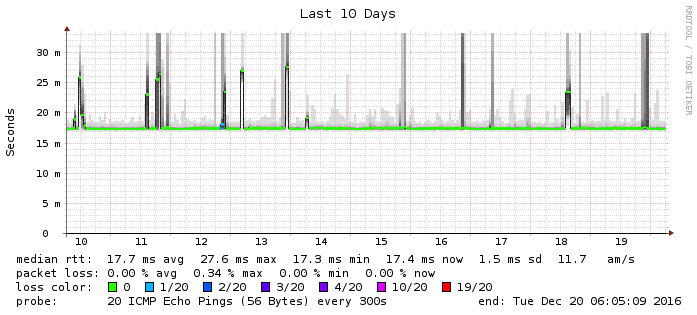 Last 10 Days
RRDTOOL / TOBI OETIKER
Seconds
30 m
25 m
20 m
15 m
10 m
5 m
0
10 11 12 13 14 15 16 17 18 19
median rtt: 17.7 ms avg 27.6 ms max 17.3 ms min 17.4 ms now 1.5 ms sd 11.7 am/s
packet loss: 0.00 % avg 0.34 % max 0.00 % min 0.00 % now
loss color: 0 1/20 2/20 3/20 4/20 10/20 19/20
probe: 20 ICMP Echo Pings (56 Bytes) every 300s end: Tue Dec 20 06:05:09 2016